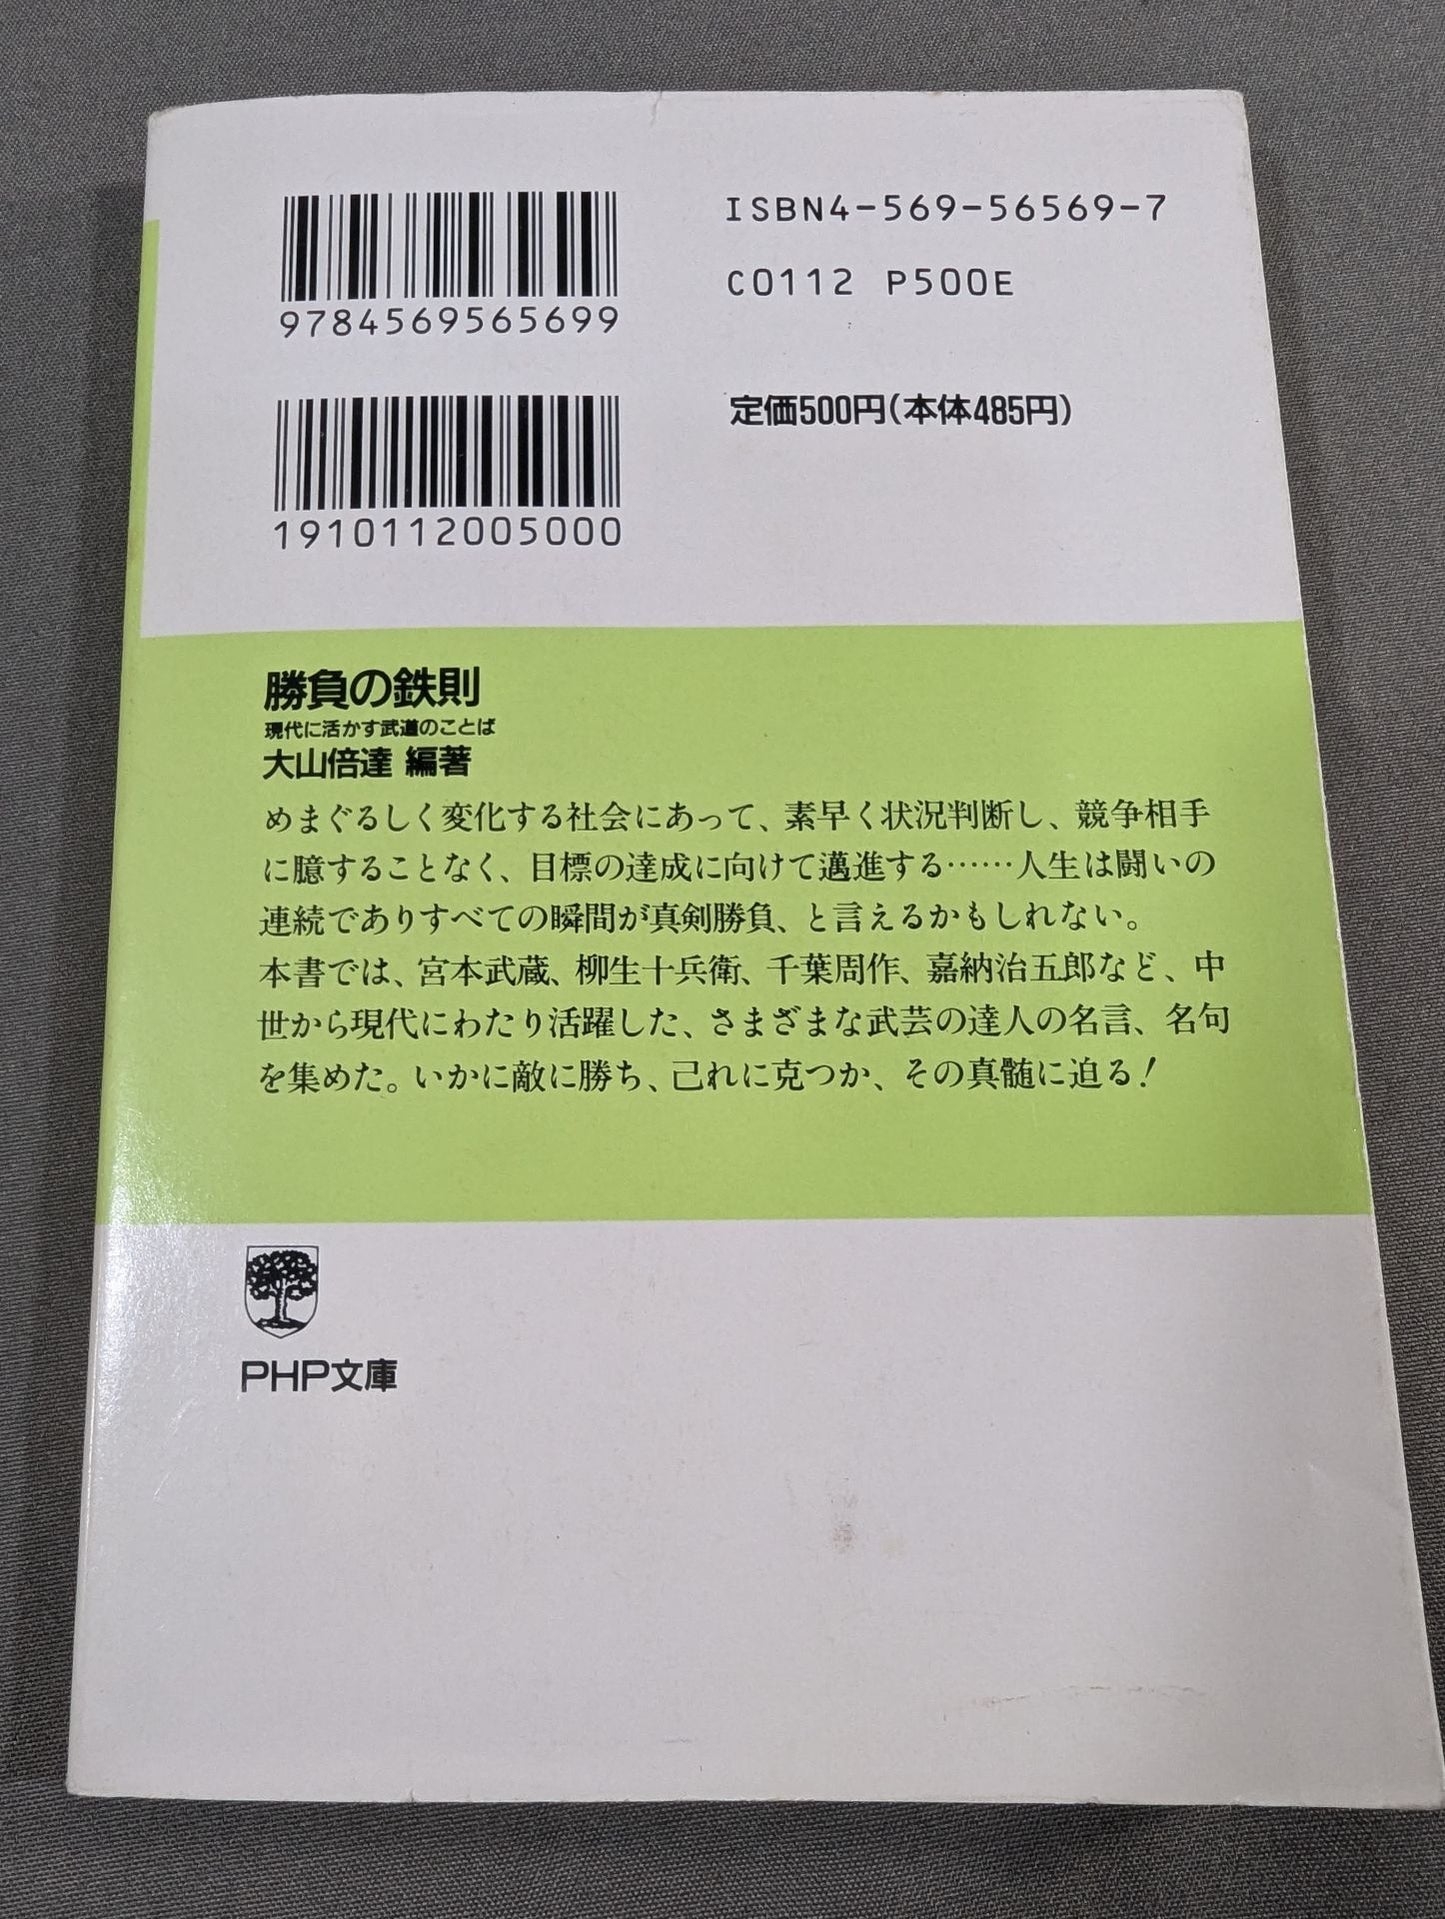 ISBN4-569-56569-7
C0112 P500E
9784569565699
定価500円(本体485円)
1910112005000
勝負の鉄則
現代に活かす武道のことば
大山倍達 編著
めまぐるしく変化する社会にあって、素早く状況判断し、競争相手
に臆することなく、目標の達成に向けて邁進する……人生は闘いの
連続でありすべての瞬間が真剣勝負、と言えるかもしれない。
本書では、宮本武蔵、柳生十兵衛、千葉周作、嘉納治五郎など、中
世から現代にわたり活躍した、さまざまな武芸の達人の名言、名句
を集めた。いかに敵に勝ち、己れに克つか、その真髄に迫る！
PHP文庫